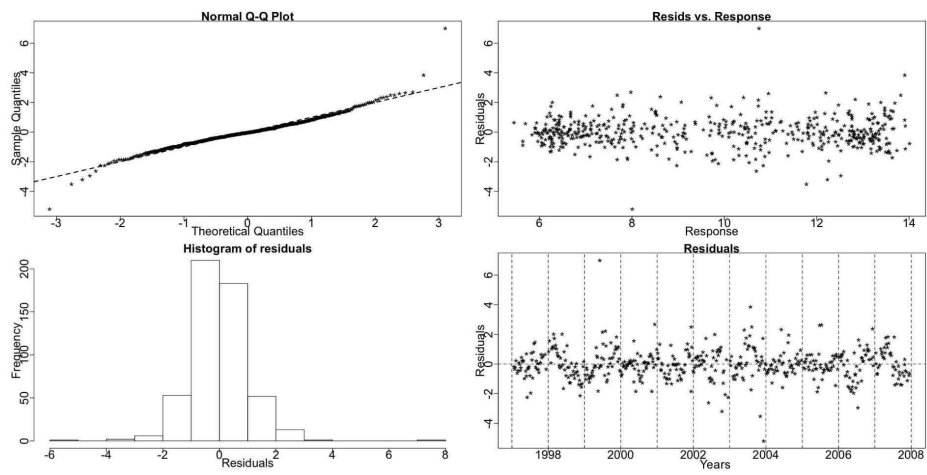 Normal Q-Q Plot
Sample Quantiles
6
4
2
0
-2
-4
-3 -2 -1 0 1 2 3
Theoretical Quantiles
Resids vs. Response
Residuals
6
4
2
0
-2
-4
6 8 10 12 14
Response
Histogram of residuals
Frequency
200
150
100
50
0
-6 -4 -2 0 2 4 6 8
Residuals
Residuals
Residuals
6
4
2
0
-2
-4
1998 2000 2002 2004 2006 2008
Years